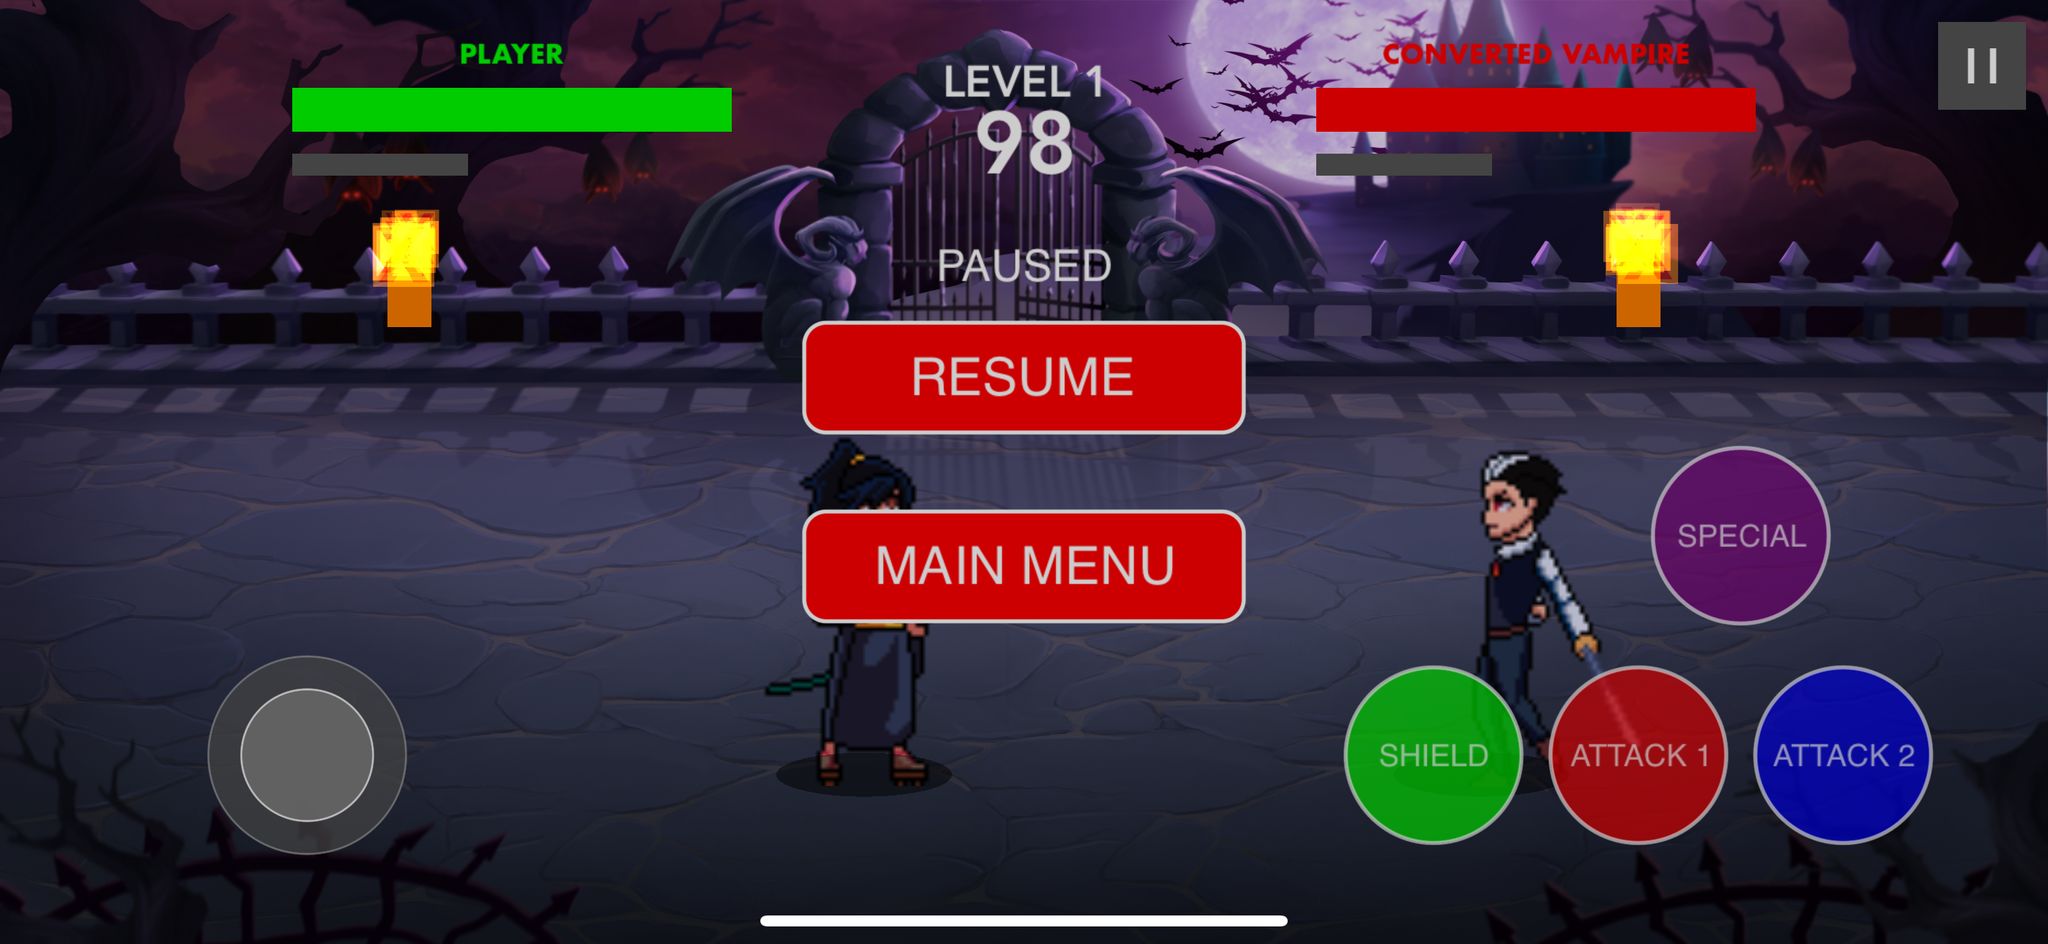 PLAYER
LEVEL 1
CONVERTED VAMPIRE
98
PAUSED
RESUME
MAIN MENU
SPECIAL
SHIELD
ATTACK 1
ATTACK 2